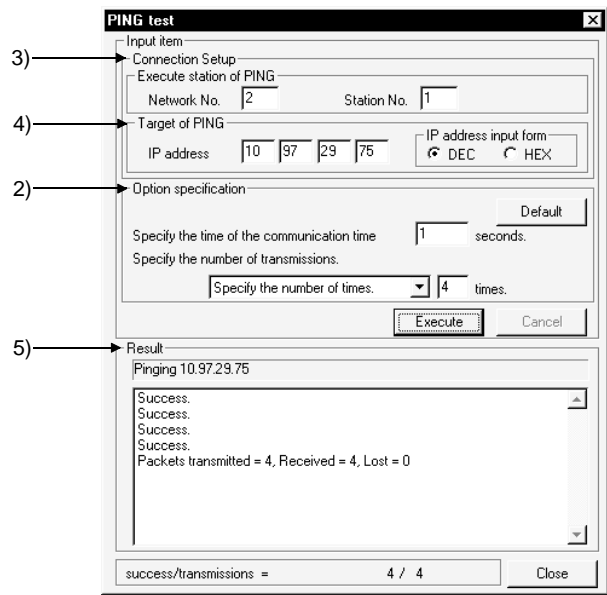 PING test
Input item
3)
Connection Setup
Execute station of PING
Network No. 2 Station No. 1
4)
Target of PING
IP address 10 97 29 75
IP address input form
DEC HEX
2)
Option specification
Default
Specify the time of the communication time 1 seconds.
Specify the number of transmissions.
Specify the number of times. 4 times.
Execute Cancel
5)
Result
Pinging 10.97.29.75
Success.
Success.
Success.
Success.
Packets transmitted = 4, Received = 4, Lost = 0
success/transmissions = 4 / 4
Close